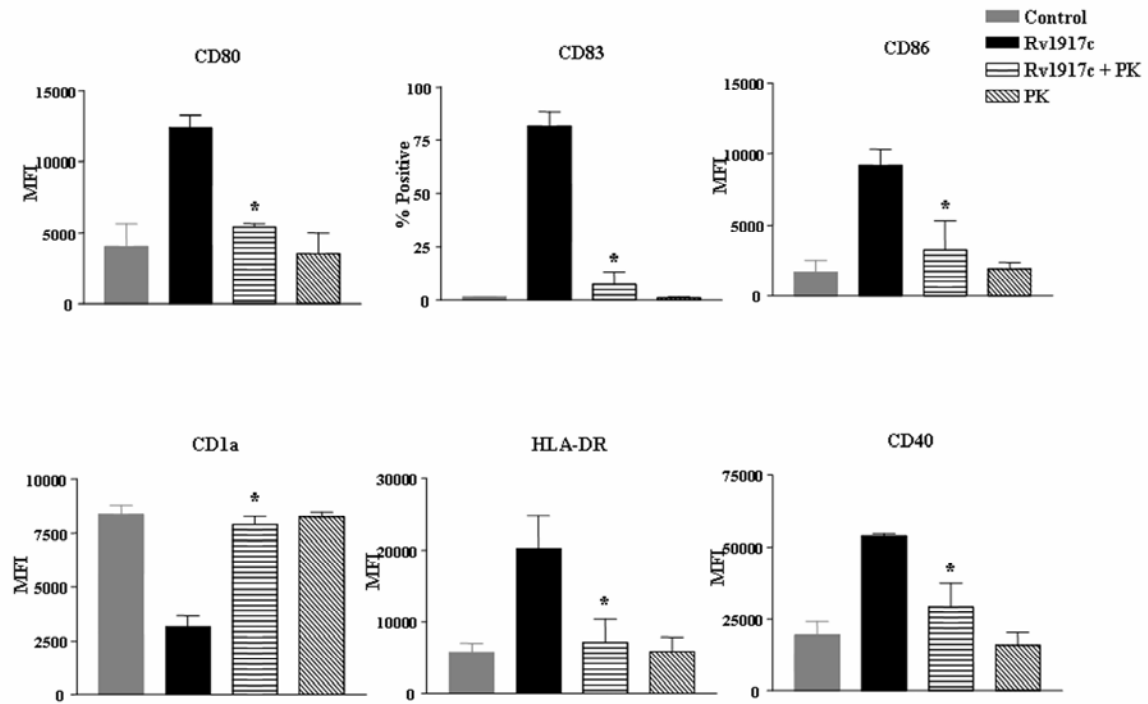 Control
Rv1917c
Rv1917c + PK
PK
CD80
15000
10000
5000
0
MFI
*
CD83
100
75
50
25
0
% Positive
*
CD86
15000
10000
5000
0
MFI
*
CD1a
10000
7500
5000
2500
0
MFI
*
HLA-DR
30000
20000
10000
0
MFI
*
CD40
75000
50000
25000
0
MFI
*